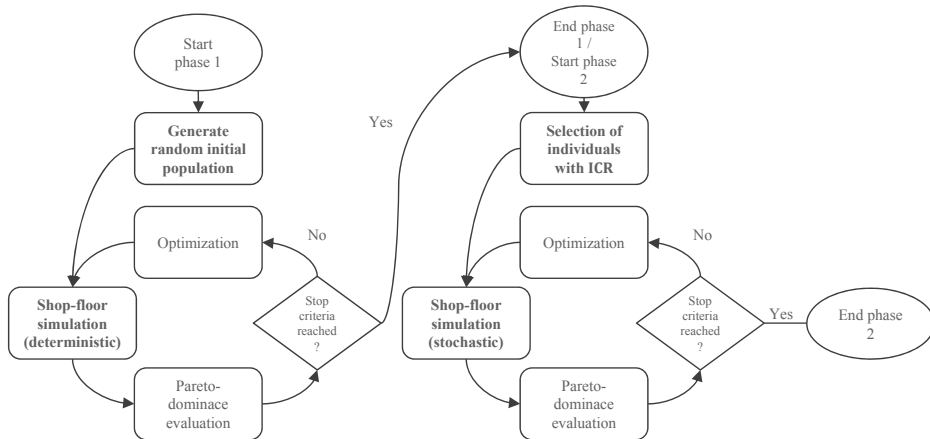 Start
phase 1
Generate
random initial
population
Optimization
No
Shop-floor
simulation
(deterministic)
Stop
criteria
reached
?
Pareto-
dominace
evaluation
Yes
End phase
1 /
Start phase
2
Selection of
individuals
with ICR
Optimization
No
Shop-floor
simulation
(stochastic)
Stop
criteria
reached
?
Pareto-
dominace
evaluation
Yes
End phase
2